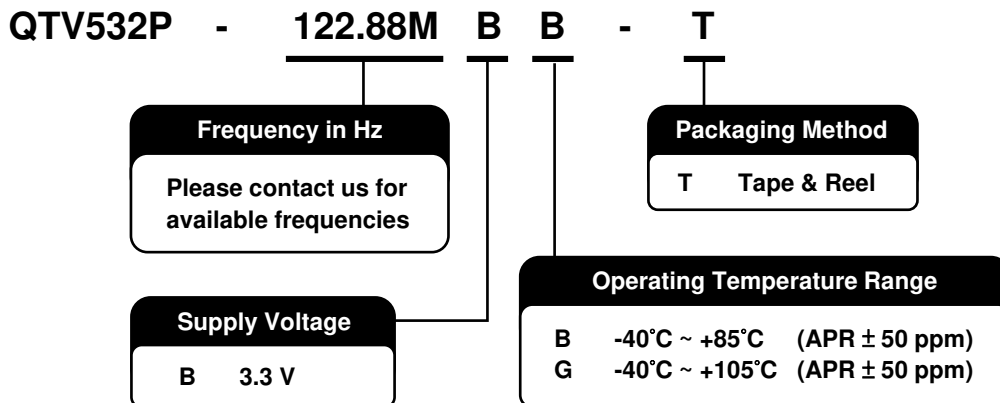 QTV532P - 122.88M B B - T
Frequency in Hz
Please contact us for
available frequencies
Packaging Method
T Tape & Reel
Supply Voltage
B 3.3 V
Operating Temperature Range
B -40°C ~ +85°C (APR ± 50 ppm)
G -40°C ~ +105°C (APR ± 50 ppm)